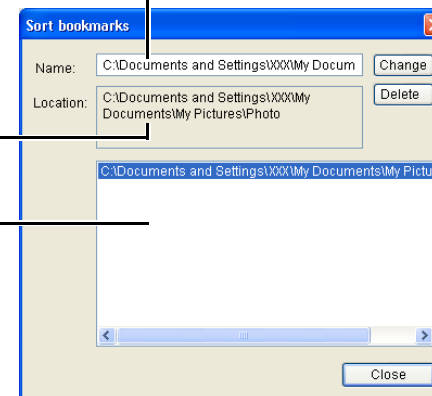 Sort bookmarks
Name: C:\Documents and Settings\XXX\My Docum Change
Location: C:\Documents and Settings\XXX\My Documents\My Pictures\Photo Delete
C:\Documents and Settings\XXX\My Documents\My Pictu
Close